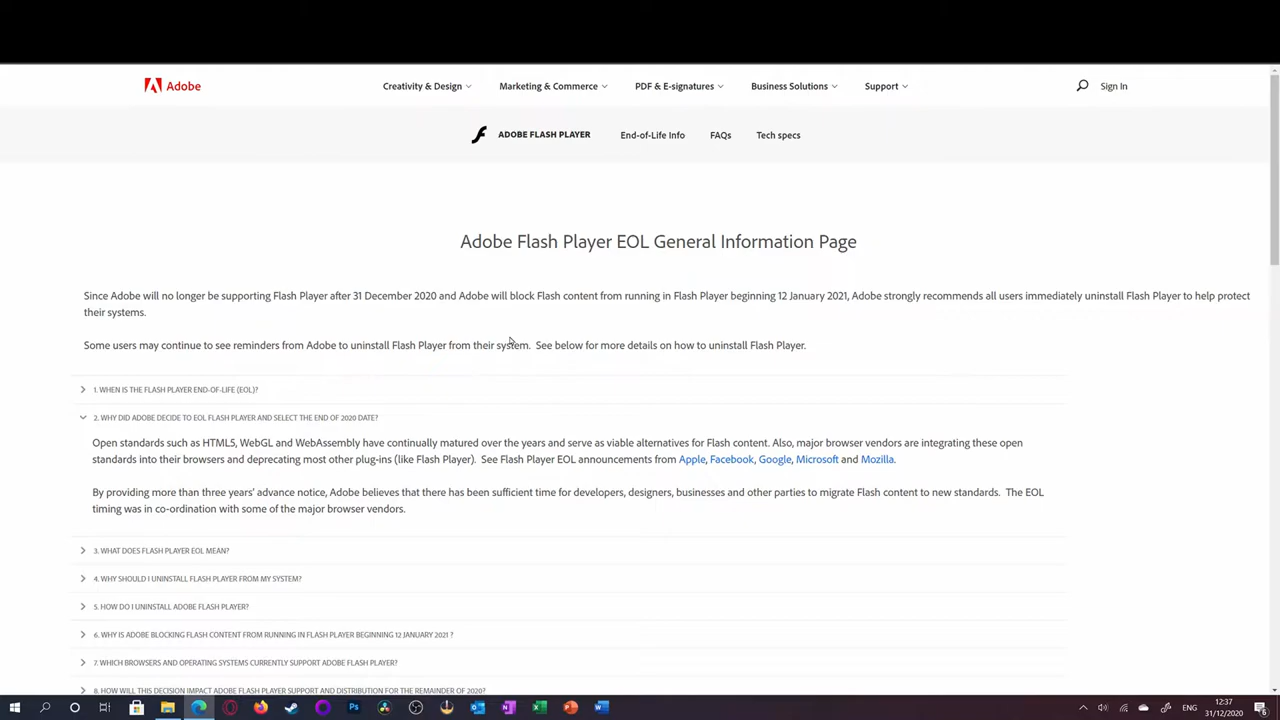 Adobe
Creativity & Design
Marketing & Commerce
PDF & E-signatures
Business Solutions
Support
Sign In
ADOBE FLASH PLAYER
End-of-Life Info
FAQs
Tech specs
Adobe Flash Player EOL General Information Page
Since Adobe will no longer be supporting Flash Player after 31 December 2020 and Adobe will block Flash content from running in Flash Player beginning 12 January 2021, Adobe strongly recommends all users immediately uninstall Flash Player to help protect
their systems.
Some users may continue to see reminders from Adobe to uninstall Flash Player from their system. See below for more details on how to uninstall Flash Player.
1. WHEN IS THE FLASH PLAYER END-OF-LIFE (EOL)?
2. WHY DID ADOBE DECIDE TO EOL FLASH PLAYER AND SELECT THE END OF 2020 DATE?
Open standards such as HTML5, WebGL and WebAssembly have continually matured over the years and serve as viable alternatives for Flash content. Also, major browser vendors are integrating these open
standards into their browsers and deprecating most other plug-ins (like Flash Player). See Flash Player EOL announcements from Apple, Facebook, Google, Microsoft and Mozilla.
By providing more than three years' advance notice, Adobe believes that there has been sufficient time for developers, designers, businesses and other parties to migrate Flash content to new standards. The EOL
timing was in co-ordination with some of the major browser vendors.
3. WHAT DOES FLASH PLAYER EOL MEAN?
4. WHY SHOULD I UNINSTALL FLASH PLAYER FROM MY SYSTEM?
5. HOW DO I UNINSTALL ADOBE FLASH PLAYER?
6. WHY IS ADOBE BLOCKING FLASH CONTENT FROM RUNNING IN FLASH PLAYER BEGINNING 12 JANUARY 2021 ?
7. WHICH BROWSERS AND OPERATING SYSTEMS CURRENTLY SUPPORT ADOBE FLASH PLAYER?
8. HOW WILL THIS DECISION IMPACT ADOBE FLASH PLAYER SUPPORT AND DISTRIBUTION FOR THE REMAINDER OF 2020?
12:37
31/12/2020
6